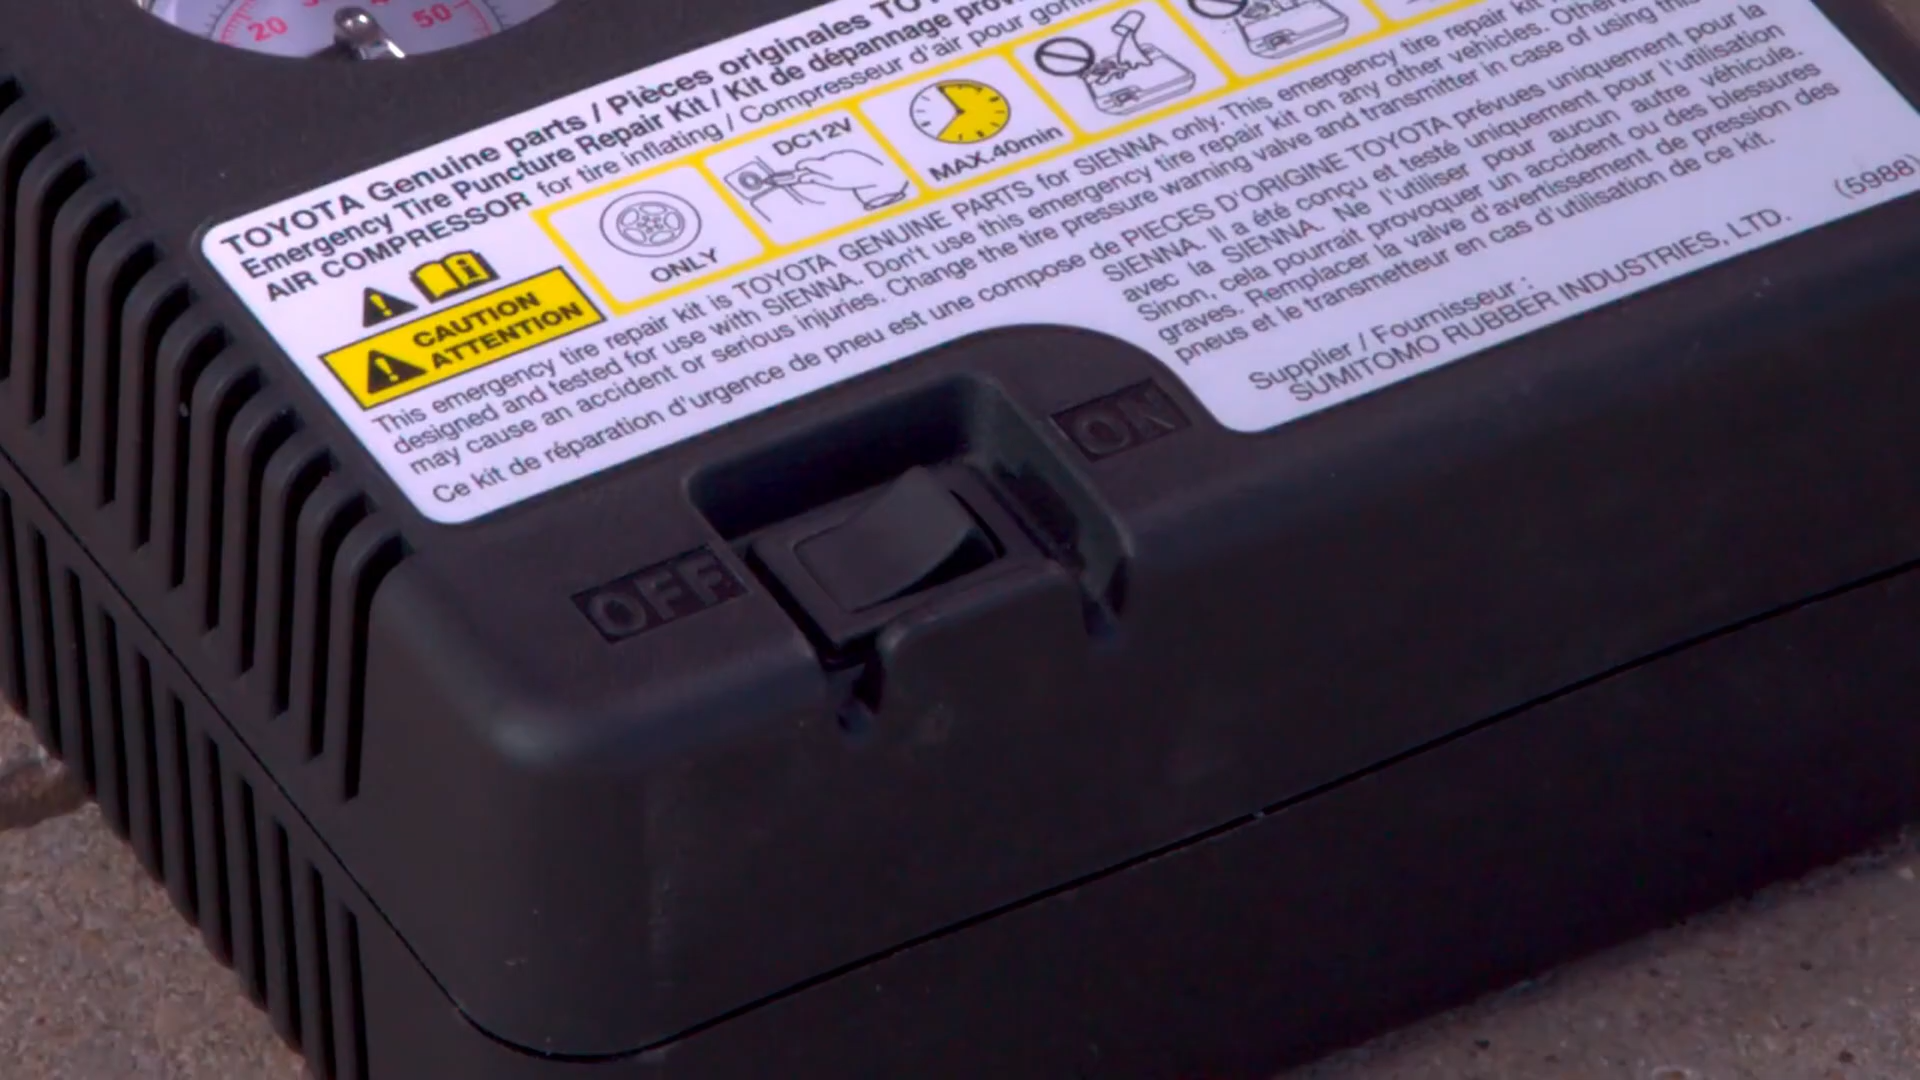 20 50
TOYOTA Genuine parts / Pièces originales
Emergency Tire Puncture Repair Kit / Kit de dépannage
AIR COMPRESSOR for tire inflating / Compresseur d'air pour
ONLY
DC12V
MAX.40min
CAUTION
ATTENTION
This emergency tire repair kit is TOYOTA GENUINE PARTS for SIENNA only. This emergency tire repair kit
designed and tested for use with SIENNA. Don't use this emergency tire repair kit on any other vehicles.
may cause an accident or serious injuries. Change the tire pressure warning valve and transmitter in case of using this
Ce kit de réparation d'urgence de pneu est une compose de PIECES D'ORIGINE TOYOTA prévues uniquement pour la
SIENNA. Il a été conçu et testé uniquement pour l'utilisation
avec la SIENNA. Ne l'utiliser pour aucun autre véhicule.
Sinon, cela pourrait provoquer un accident ou des blessures
graves. Remplacer la valve d'avertissement de pression des
pneus et le transmetteur en cas d'utilisation de ce kit.
Supplier / Fournisseur :
SUMITOMO RUBBER INDUSTRIES, LTD.
(5988)
OFF
ON